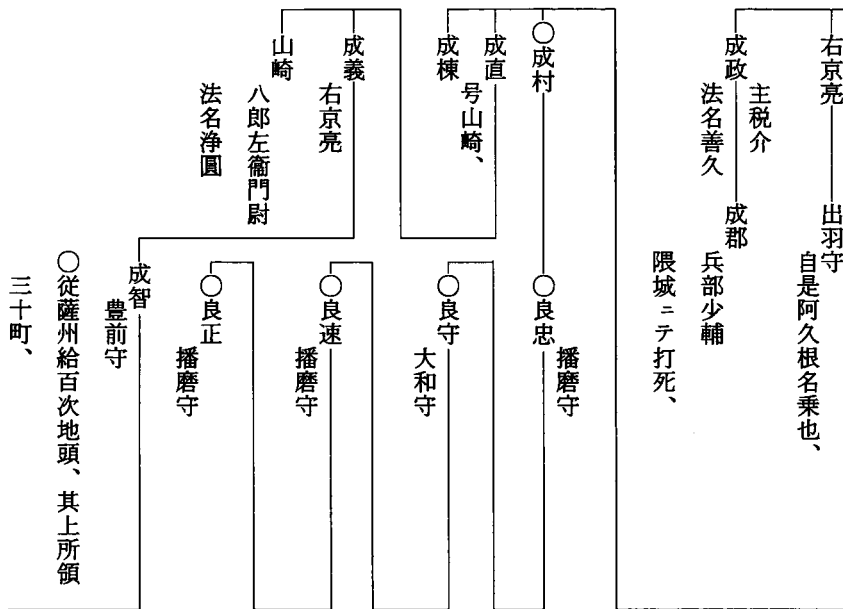 右京亮
出羽守
自是阿久根名乗也、
成政
主税介
法名善久
成郡
兵部少輔
隈城ニテ打死、
○成村
○良忠
播磨守
成直
号山崎、
○良守
大和守
成棟
○良速
播磨守
成義
右京亮
○良正
播磨守
山崎
八郎左衞門尉
法名浄圓
成智
豊前守
○従薩州給百次地頭、其上所領
三十町、